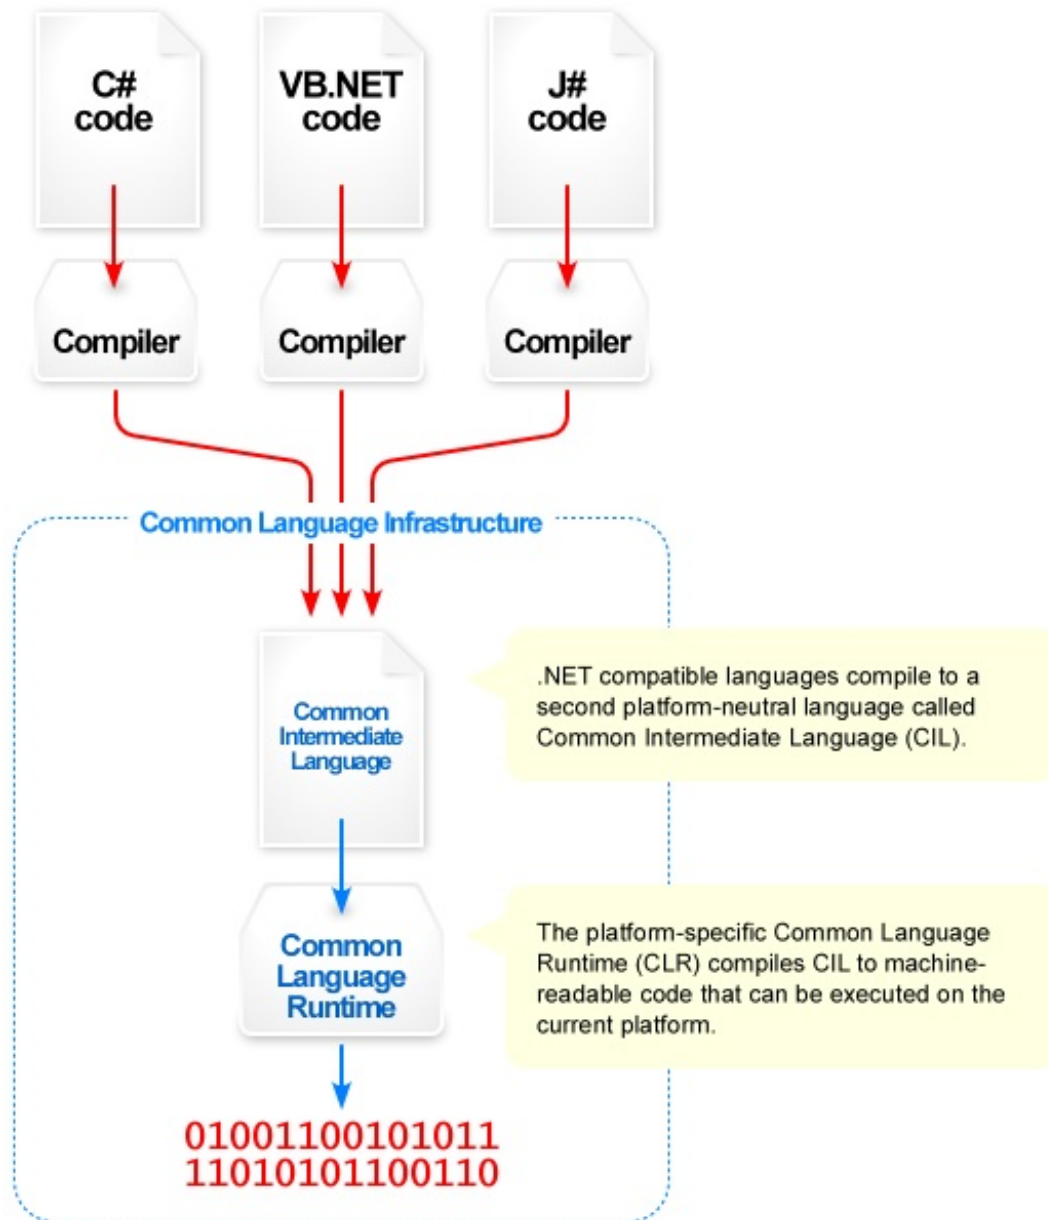 C#
code
VB.NET
code
J#
code
Compiler
Compiler
Compiler
Common Language Infrastructure
Common
Intermediate
Language
.NET compatible languages compile to a
second platform-neutral language called
Common Intermediate Language (CIL).
Common
Language
Runtime
The platform-specific Common Language
Runtime (CLR) compiles CIL to machine-
readable code that can be executed on the
current platform.
01001100101011
11010101100110